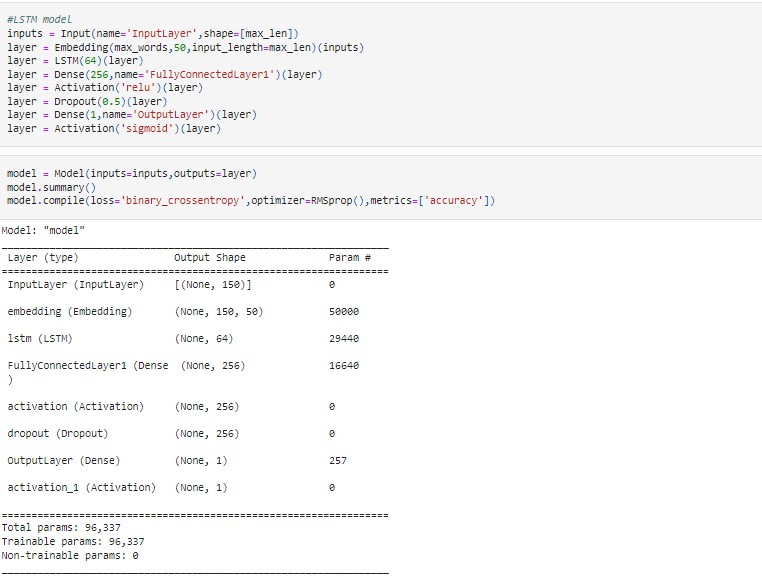 #LSTM model
inputs = Input(name='InputLayer',shape=[max_len])
layer = Embedding(max_words,50,input_length=max_len)(inputs)
layer = LSTM(64)(layer)
layer = Dense(256,name='FullyConnectedLayer1')(layer)
layer = Activation('relu')(layer)
layer = Dropout(0.5)(layer)
layer = Dense(1,name='OutputLayer')(layer)
layer = Activation('sigmoid')(layer)
model = Model(inputs=inputs,outputs=layer)
model.summary()
model.compile(loss='binary_crossentropy',optimizer=RMSprop(),metrics=['accuracy'])
Model: "model"
Layer (type) Output Shape Param #
InputLayer (InputLayer) [(None, 150)] 0
embedding (Embedding) (None, 150, 50) 50000
lstm (LSTM) (None, 64) 29440
FullyConnectedLayer1 (Dense (None, 256) 16640
)
activation (Activation) (None, 256) 0
dropout (Dropout) (None, 256) 0
OutputLayer (Dense) (None, 1) 257
activation_1 (Activation) (None, 1) 0
Total params: 96,337
Trainable params: 96,337
Non-trainable params: 0